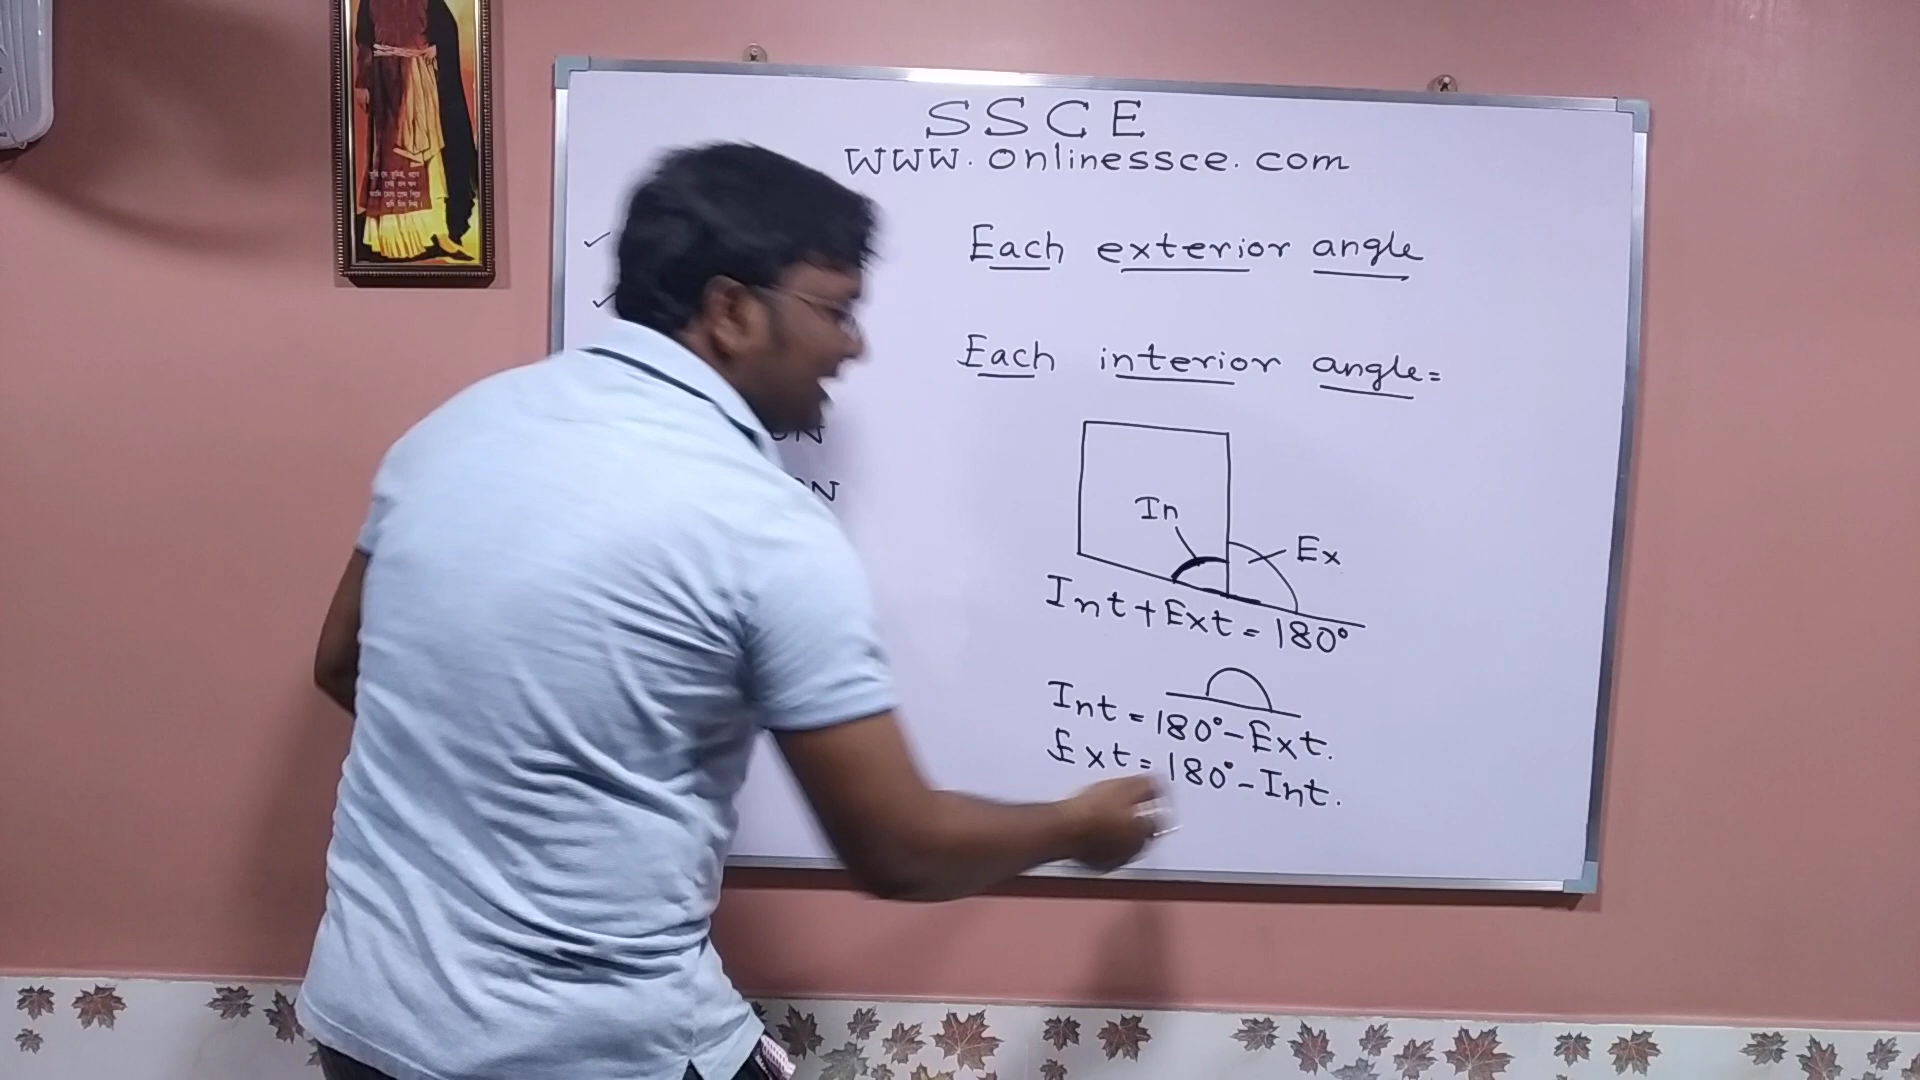 SSCE
www.onlinessce.com
Each exterior angle
Each interior angle=
In
Ex
Int+Ext=180°
Int=180°-Ext.
Ext=180°-Int.